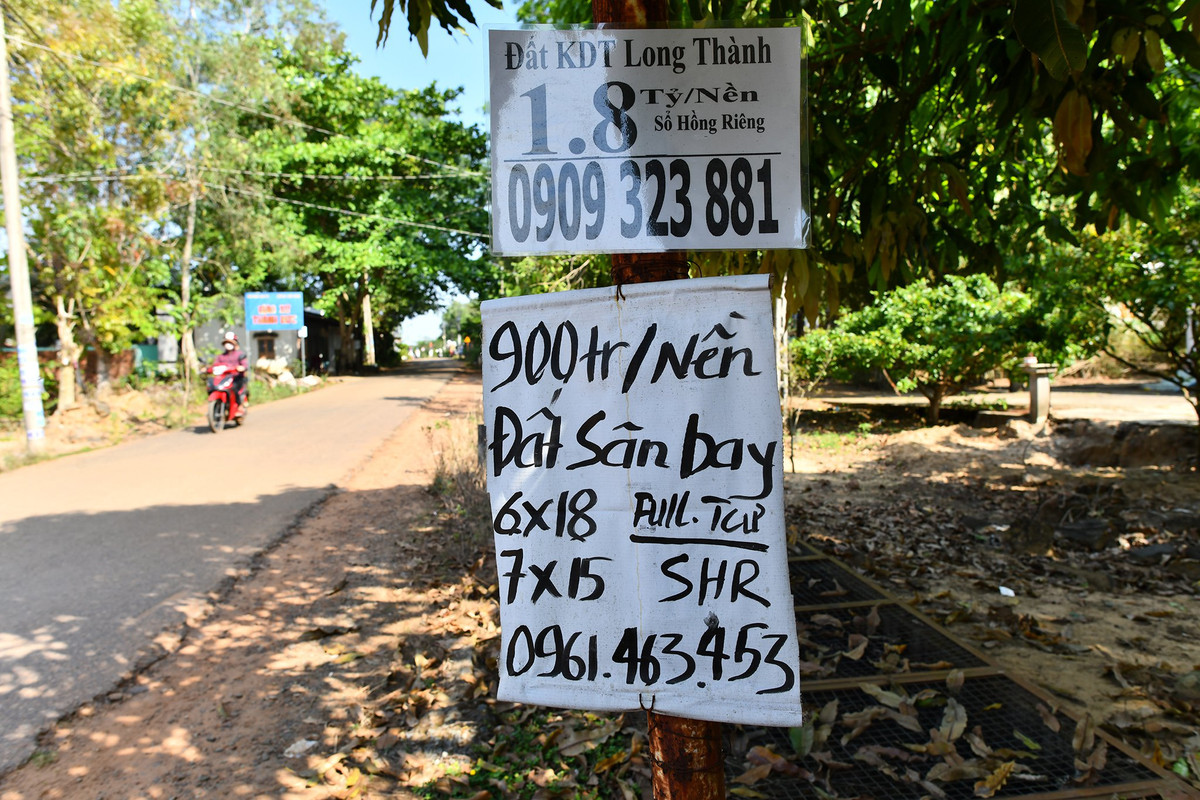 Đất KDT Long Thành
1.8 Tỷ/Nền
Sổ Hồng Riêng
0909 323 881
900tr/Nền
Đất Sân bay
6x18 Full.Tcư
7x15 SHR
0961.463.453